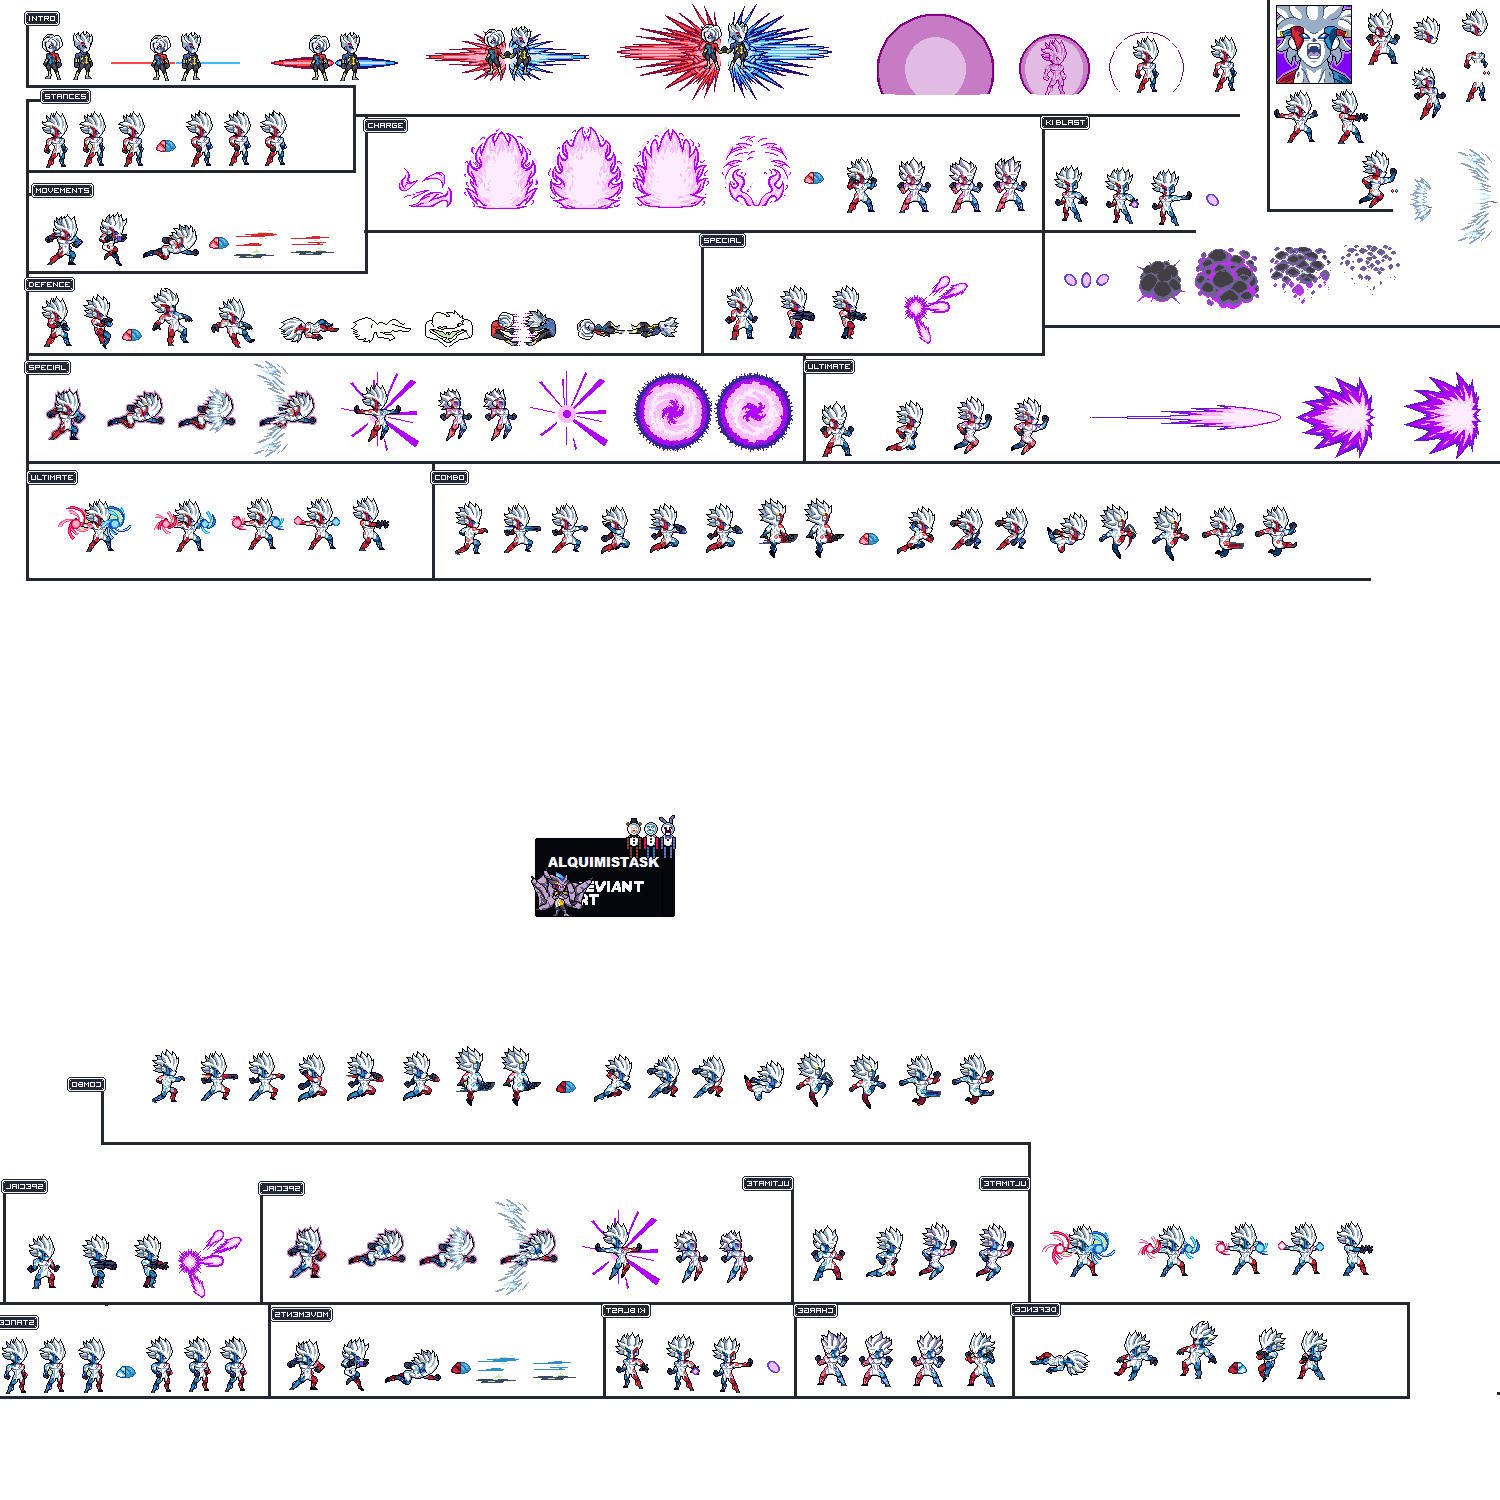 INTRO
STANCES
CHARGE
KI BLAST
MOVEMENTS
SPECIAL
DEFENCE
SPECIAL
ULTIMATE
ULTIMATE
COMBO
ALQUIMISTASK
EVIANT
RT
COMBO
SPECIAL
SPECIAL
ULTIMATE
ULTIMATE
STANCE
MOVEMENTS
KI BLAST
CHARGE
DEFENCE